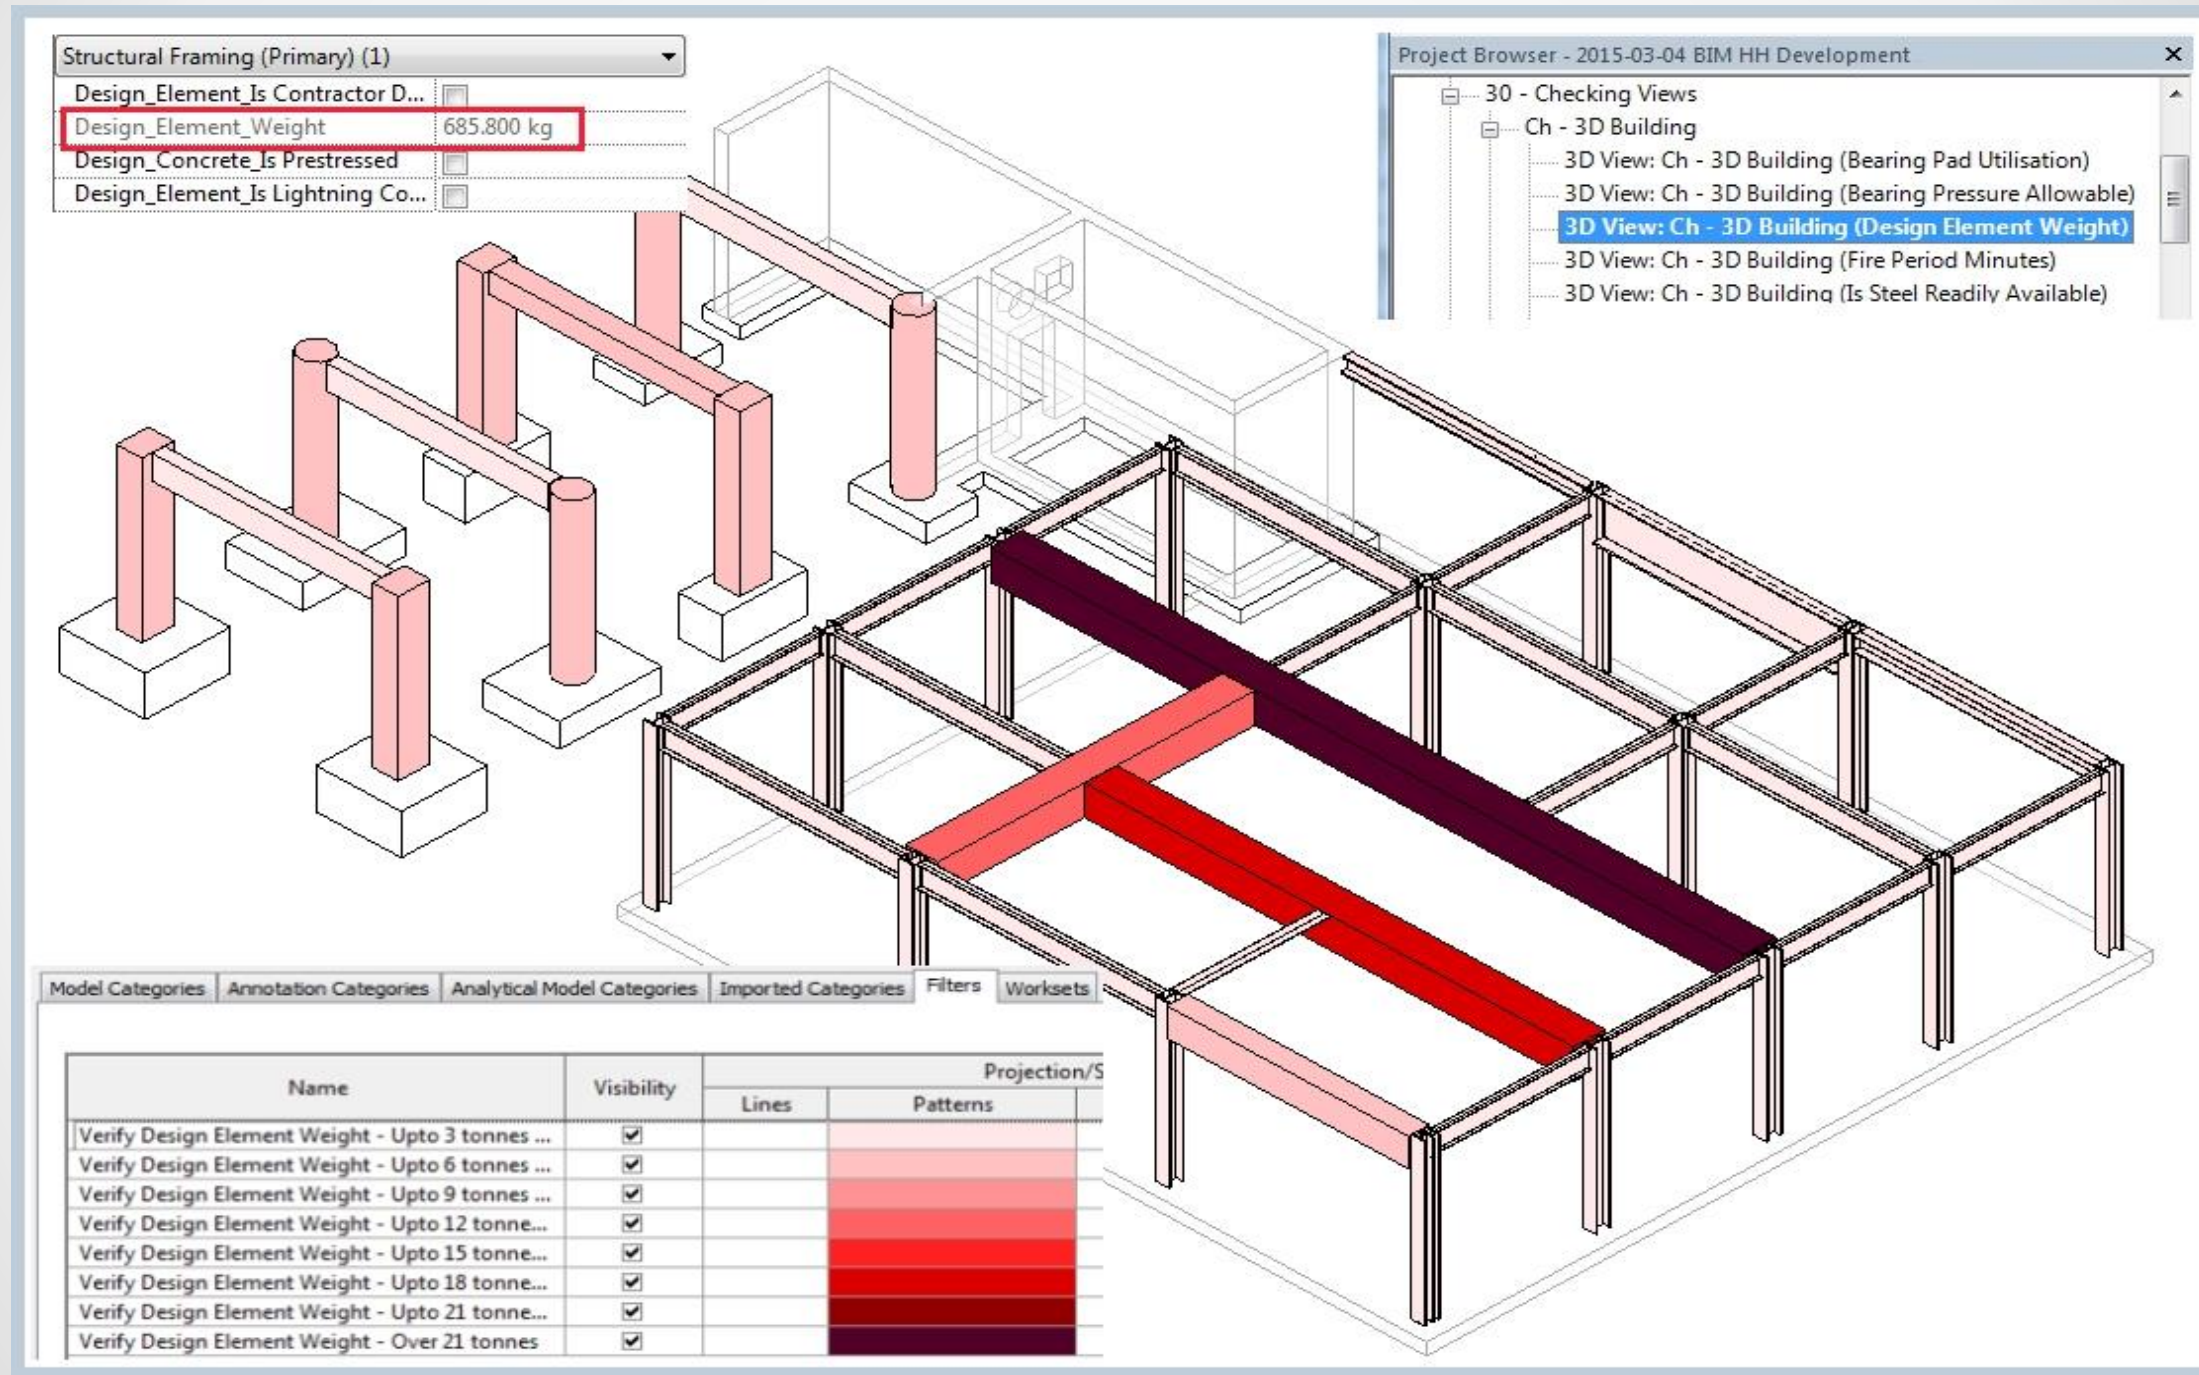 Structural Framing (Primary) (1)
Design_Element_Is Contractor D...
Design_Element_Weight 685.800 kg
Design_Concrete_Is Prestressed
Design_Element_Is Lightning Co...
Project Browser - 2015-03-04 BIM HH Development
30 - Checking Views
Ch - 3D Building
3D View: Ch - 3D Building (Bearing Pad Utilisation)
3D View: Ch - 3D Building (Bearing Pressure Allowable)
3D View: Ch - 3D Building (Design Element Weight)
3D View: Ch - 3D Building (Fire Period Minutes)
3D View: Ch - 3D Building (Is Steel Readily Available)
Model Categories Annotation Categories Analytical Model Categories Imported Categories Filters Worksets
Name Visibility Projection/S
Lines Patterns
Verify Design Element Weight - Upto 3 tonnes ...
Verify Design Element Weight - Upto 6 tonnes ...
Verify Design Element Weight - Upto 9 tonnes ...
Verify Design Element Weight - Upto 12 tonne...
Verify Design Element Weight - Upto 15 tonne...
Verify Design Element Weight - Upto 18 tonne...
Verify Design Element Weight - Upto 21 tonne...
Verify Design Element Weight - Over 21 tonnes